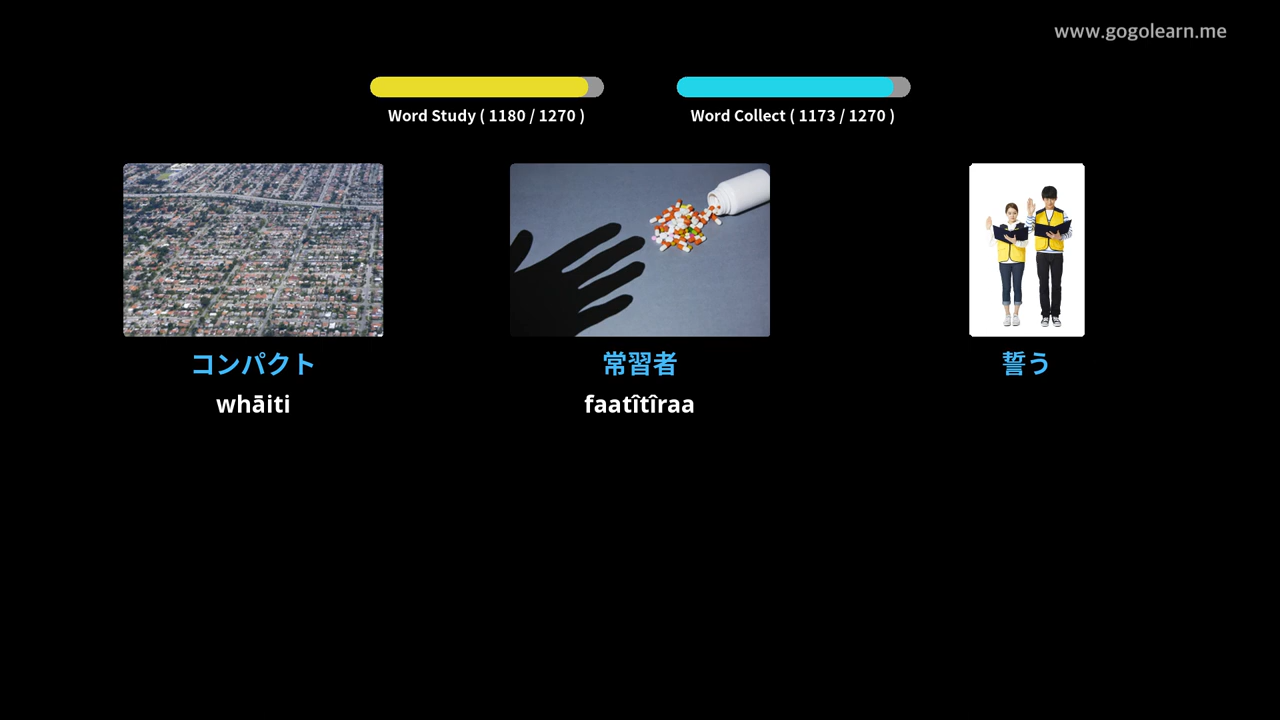 www.gogolearn.me
Word Study ( 1180 / 1270 )
Word Collect ( 1173 / 1270 )
コンパクト
whāiti
常習者
faatîtîraa
誓う